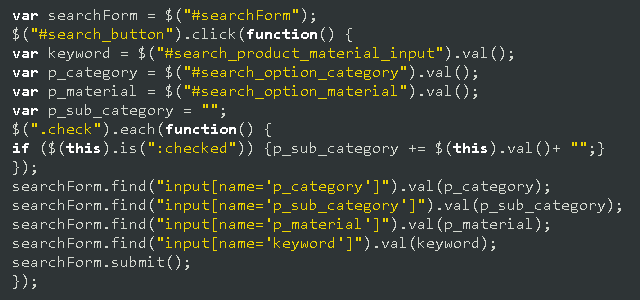 var searchForm = $("#searchForm");
$("#search_button").click(function() {
var keyword = $("#search_product_material_input").val();
var p_category = $("#search_option_category").val();
var p_material = $("#search_option_material").val();
var p_sub_category = "";
$(".check").each(function() {
if ($(this).is(":checked")) {p_sub_category += $(this).val()+ "";}
});
searchForm.find("input[name='p_category']").val(p_category);
searchForm.find("input[name='p_sub_category']").val(p_sub_category);
searchForm.find("input[name='p_material']").val(p_material);
searchForm.find("input[name='keyword']").val(keyword);
searchForm.submit();
});